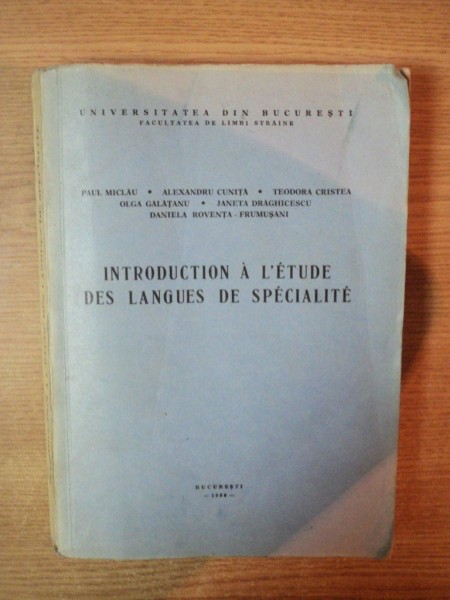 UNIVERSITATEA DIN BUCUREŞTI
FACULTATEA DE LIMBI STRĂINE
PAUL MICLĂU • ALEXANDRU CUNIŢĂ • TEODORA CRISTEA
OLGA GALĂŢANU • JANETA DRĂGHICESCU
DANIELA ROVENŢA-FRUMUŞANI
INTRODUCTION À L'ÉTUDE
DES LANGUES DE SPÉCIALITÉ
BUCUREŞTI